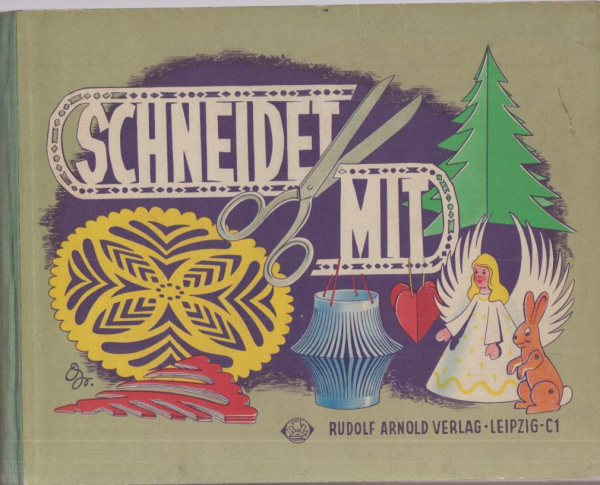 SCHNEIDET
MIT
RUDOLF ARNOLD VERLAG • LEIPZIG-C1